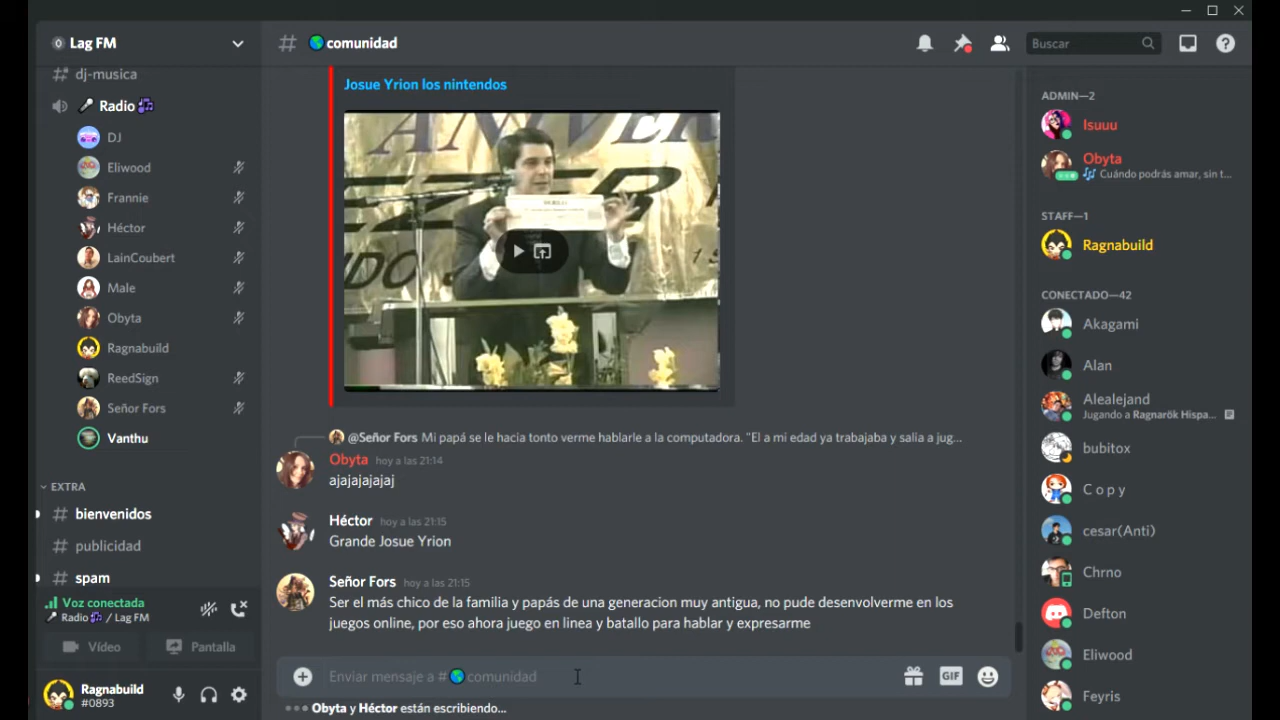 Lag FM
dj-musica
Radio
DJ
Eliwood
Frannie
Héctor
LainCoubert
Male
Obyta
Ragnabuild
ReedSign
Señor Fors
Vanthu
EXTRA
bienvenidos
publicidad
spam
Voz conectada
Radio / Lag FM
Vídeo
Pantalla
Ragnabuild
#0893
comunidad
Buscar
Josue Yrion los nintendos
ANVER
EZER
@Señor Fors Mi papá se le hacia tonto verme hablarle a la computadora. "El a mi edad ya trabajaba y salia a jug...
Obyta hoy a las 21:14
ajajajajajaj
Héctor hoy a las 21:15
Grande Josue Yrion
Señor Fors hoy a las 21:15
Ser el más chico de la familia y papás de una generacion muy antigua, no pude desenvolverme en los
juegos online, por eso ahora juego en linea y batallo para hablar y expresarme
Enviar mensaje a #comunidad
GIF
Obyta y Héctor están escribiendo...
ADMIN—2
Isuuu
Obyta
Cuándo podrás amar, sin t...
STAFF—1
Ragnabuild
CONECTADO—42
Akagami
Alan
Alealejand
Jugando a Ragnarök Hispa...
bubitox
C o p y
cesar(Anti)
Chrno
Defton
Eliwood
Feyris